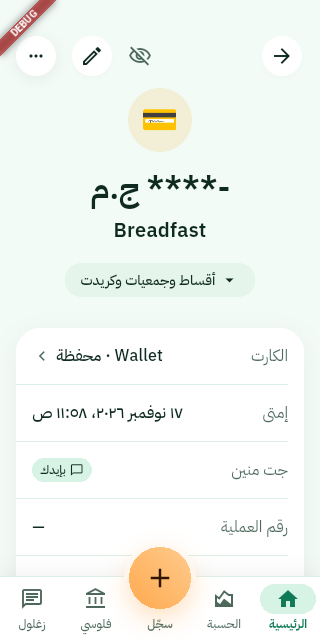 DEBUG
-**** ج.م
Breadfast
أقساط وجمعيات وكريدت
الكارت
Wallet · محفظة
إمتى
١٧ نوفمبر ٢٠٢٦، ١١:٥٨ ص
جت منين
بإيدك
رقم العملية
—
الرئيسية
الحسبة
سجّل
فلوسي
زغلول